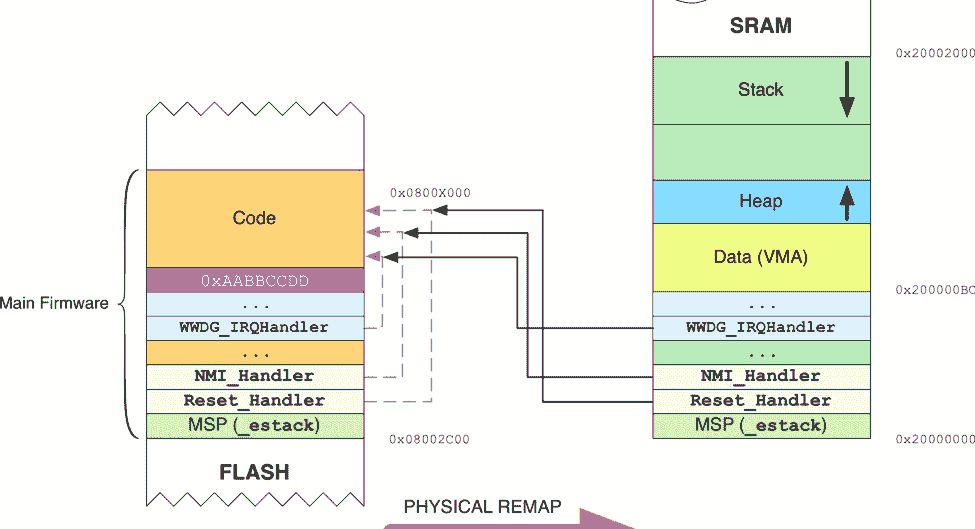 SRAM
0x20002000
Stack
Heap
0x0800X000
Code
Data (VMA)
0xAABBCCDD
0x200000BC
Main Firmware
...
...
WWDG_IRQHandler
WWDG_IRQHandler
...
...
NMI_Handler
NMI_Handler
Reset_Handler
Reset_Handler
MSP (_estack)
MSP (_estack)
0x08002C00
0x20000000
FLASH
PHYSICAL REMAP